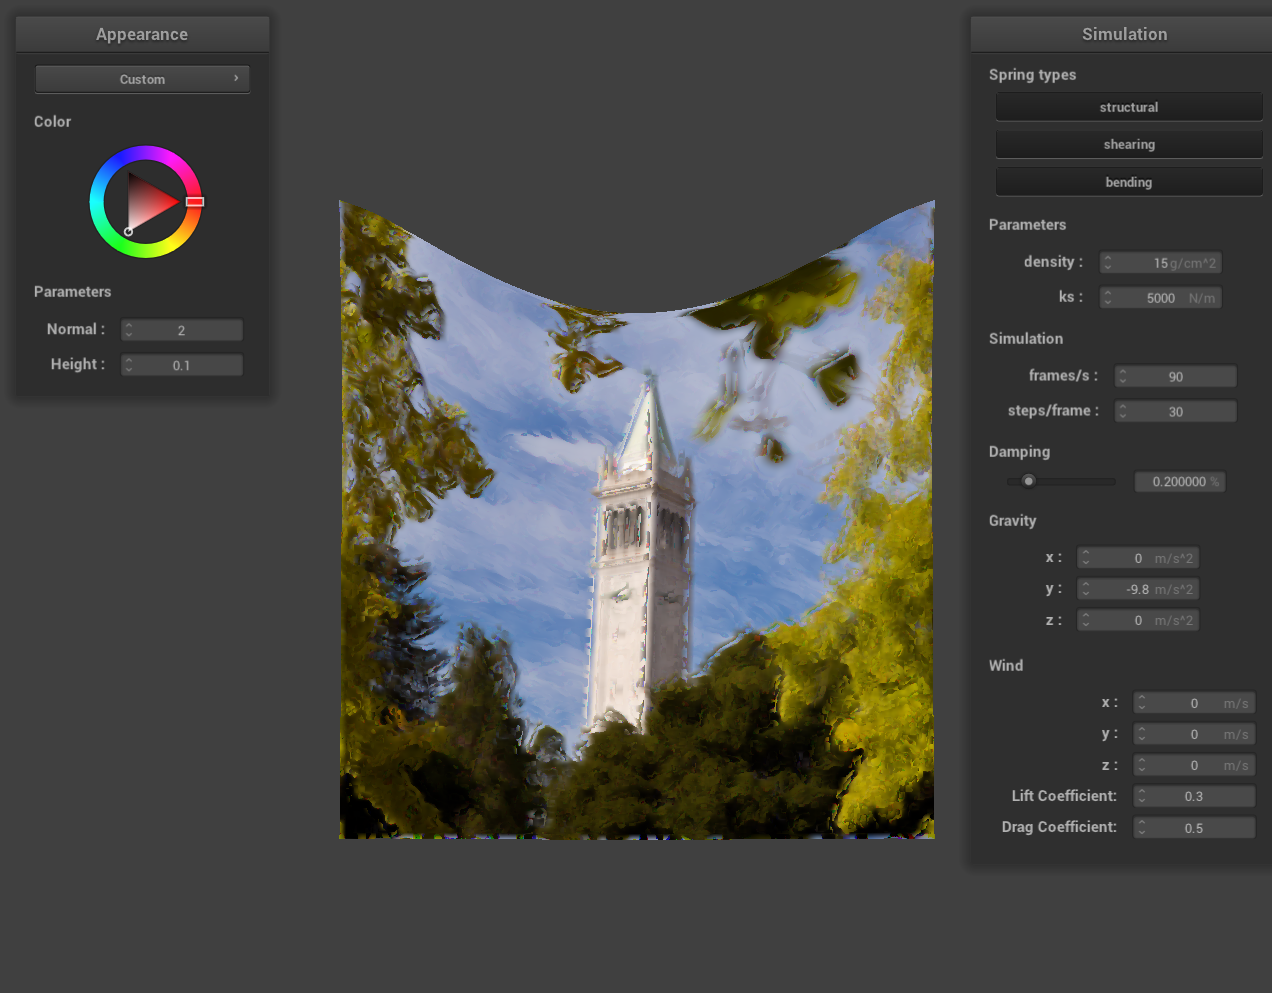 Appearance
Custom ›
Color
Parameters
Normal : 2
Height : 0.1
Simulation
Spring types
structural
shearing
bending
Parameters
density : 15 g/cm^2
ks : 5000 N/m
Simulation
frames/s : 90
steps/frame : 30
Damping
0.200000 %
Gravity
x : 0 m/s^2
y : -9.8 m/s^2
z : 0 m/s^2
Wind
x : 0 m/s
y : 0 m/s
z : 0 m/s
Lift Coefficient: 0.3
Drag Coefficient: 0.5